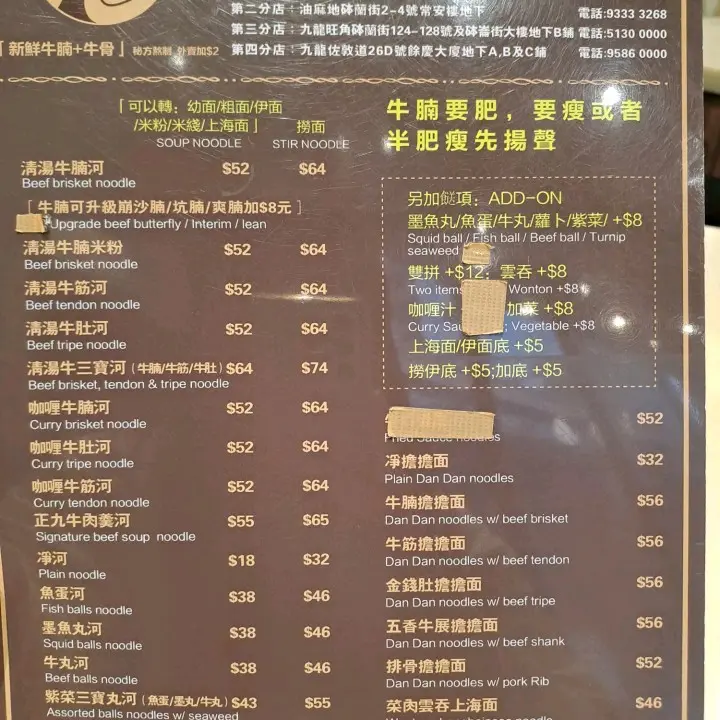 第二分店：油麻地砵蘭街2-4號常安樓地下 電話:9333 3268
第三分店：九龍旺角砵蘭街124-128號及砵崙街大樓地下B舖 電話:5130 0000
「新鮮牛腩+牛骨」秘方熬制 外賣加$2
第四分店：九龍佐敦道26D號餘慶大廈地下A,B及C舖 電話:9586 0000
「可以轉：幼面/粗面/伊面
/米粉/米綫/上海面」 撈面
SOUP NOODLE STIR NOODLE
清湯牛腩河 $52 $64
Beef brisket noodle
[ 牛腩可升級崩沙腩/坑腩/爽腩加$8元 ]
Upgrade beef butterfly / Interim / lean
清湯牛腩米粉 $52 $64
Beef brisket noodle
清湯牛筋河 $52 $64
Beef tendon noodle
清湯牛肚河 $52 $64
Beef tripe noodle
清湯牛三寶河（牛腩/牛筋/牛肚）$64 $74
Beef brisket, tendon & tripe noodle
咖喱牛腩河 $52 $64
Curry brisket noodle
咖喱牛肚河 $52 $64
Curry tripe noodle
咖喱牛筋河 $52 $64
Curry tendon noodle
正九牛肉羹河 $55 $65
Signature beef soup noodle
凈河 $18 $32
Plain noodle
魚蛋河 $38 $46
Fish balls noodle
墨魚丸河 $38 $46
Squid balls noodle
牛丸河 $38 $46
Beef balls noodle
紫菜三寶丸河（魚蛋/墨丸/牛丸）$43 $55
Assorted balls noodles w/ seaweed
牛腩要肥，要瘦或者
半肥瘦先揚聲
另加餸項：ADD-ON
墨魚丸/魚蛋/牛丸/蘿卜/紫菜/ +$8
Squid ball / Fish ball / Beef ball / Turnip
seaweed
雙拼 +$12；雲吞 +$8
Two items Wonton +$8
咖喱汁 加菜 +$8
Curry Sau ; Vegetable +$8
上海面/伊面底 +$5
撈伊底 +$5;加底 +$5
$52
Fried Sauce noodles
凈擔擔面 $32
Plain Dan Dan noodles
牛腩擔擔面 $56
Dan Dan noodles w/ beef brisket
牛筋擔擔面 $56
Dan Dan noodles w/ beef tendon
金錢肚擔擔面 $56
Dan Dan noodles w/ beef tripe
五香牛展擔擔面 $56
Dan Dan noodles w/ beef shank
排骨擔擔面 $52
Dan Dan noodles w/ pork Rib
菜肉雲吞上海面 $46